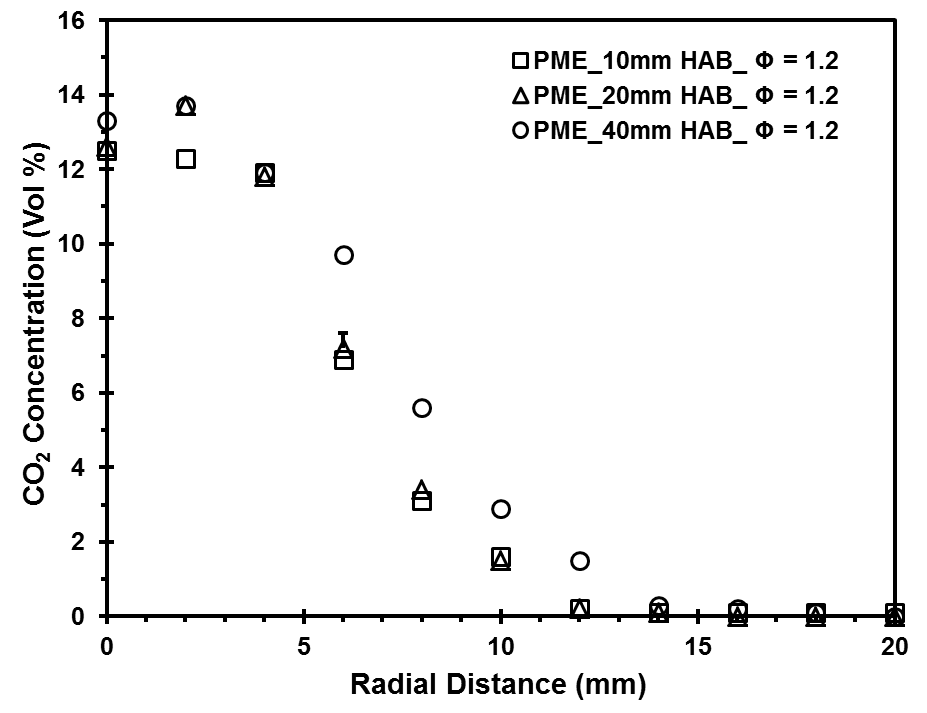 16
14
12
10
8
6
4
2
0
CO2 Concentration (Vol %)
PME_10mm HAB_ Φ = 1.2
PME_20mm HAB_ Φ = 1.2
PME_40mm HAB_ Φ = 1.2
0 5 10 15 20
Radial Distance (mm)